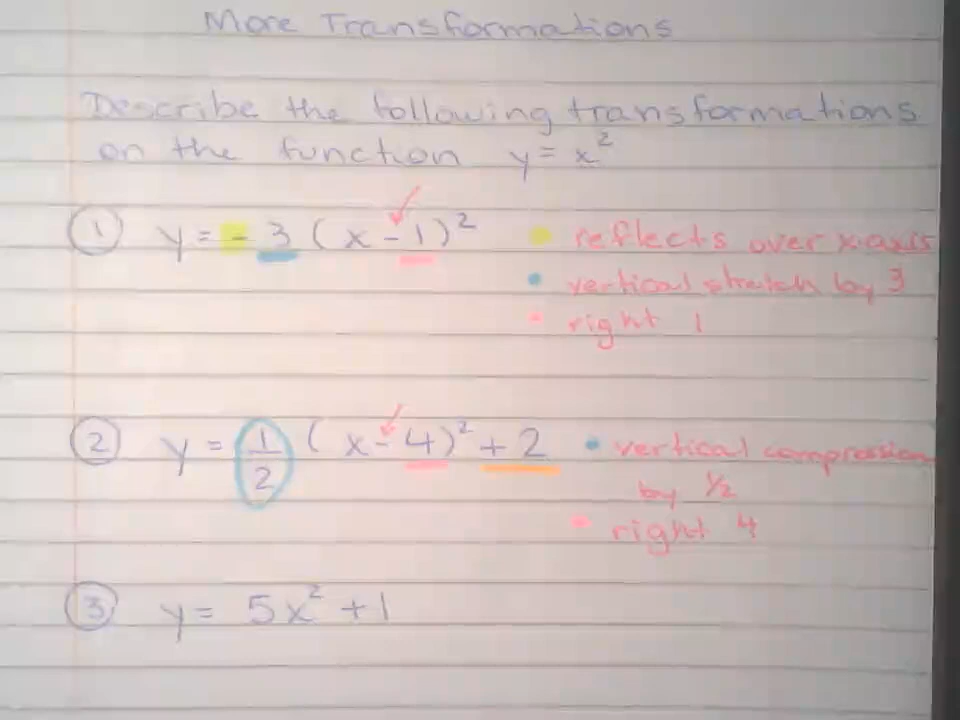 More Transformations
Describe the following transformations
on the function y = x²
① y = - 3 (x - 1)² • reflects over x-axis
• vertical stretch by 3
• right 1
② y = 1/2 (x - 4)² + 2 • vertical compression
by 1/2
• right 4
③ y = 5x² + 1